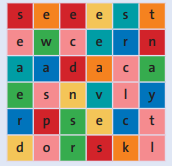 s e e e s t
e w c e r n
a a d a c a
e s n v l y
r p s e c t
d o r s k l